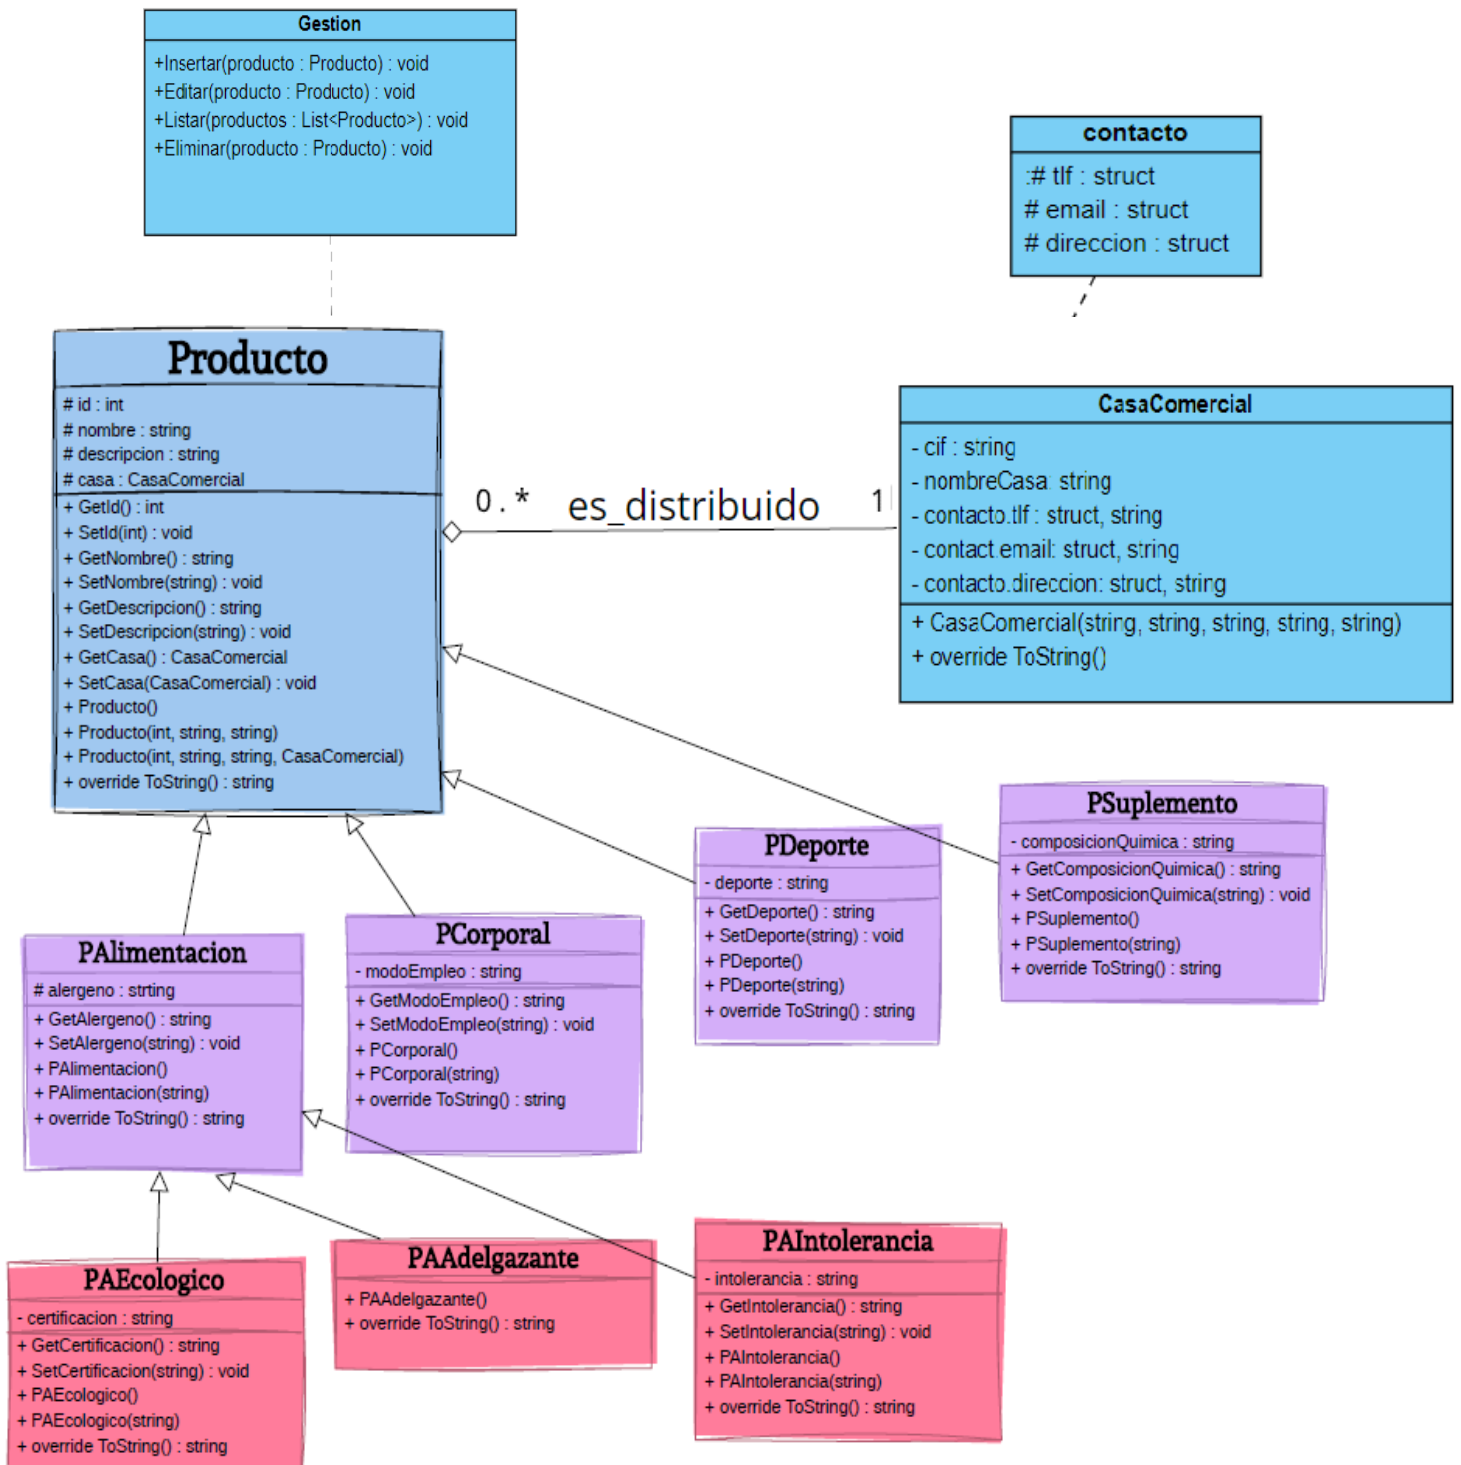 Gestion
+Insertar(producto : Producto) : void
+Editar(producto : Producto) : void
+Listar(productos : List<Producto>) : void
+Eliminar(producto : Producto) : void
contacto
:# tlf : struct
# email : struct
# direccion : struct
Producto
# id : int
# nombre : string
# descripcion : string
# casa : CasaComercial
+ GetId() : int
+ SetId(int) : void
+ GetNombre() : string
+ SetNombre(string) : void
+ GetDescripcion() : string
+ SetDescripcion(string) : void
+ GetCasa() : CasaComercial
+ SetCasa(CasaComercial) : void
+ Producto()
+ Producto(int, string, string)
+ Producto(int, string, string, CasaComercial)
+ override ToString() : string
0 . * es_distribuido 1
CasaComercial
- cif : string
- nombreCasa: string
- contacto.tlf : struct, string
- contact.email: struct, string
- contacto.direccion: struct, string
+ CasaComercial(string, string, string, string, string)
+ override ToString()
PSuplemento
- composicionQuimica : string
+ GetComposicionQuimica() : string
+ SetComposicionQuimica(string) : void
+ PSuplemento()
+ PSuplemento(string)
+ override ToString() : string
PDeporte
- deporte : string
+ GetDeporte() : string
+ SetDeporte(string) : void
+ PDeporte()
+ PDeporte(string)
+ override ToString() : string
PCorporal
- modoEmpleo : string
+ GetModoEmpleo() : string
+ SetModoEmpleo(string) : void
+ PCorporal()
+ PCorporal(string)
+ override ToString() : string
PAlimentacion
# alergeno : strting
+ GetAlergeno() : string
+ SetAlergeno(string) : void
+ PAlimentacion()
+ PAlimentacion(string)
+ override ToString() : string
PAEcologico
- certificacion : string
+ GetCertificacion() : string
+ SetCertificacion(string) : void
+ PAEcologico()
+ PAEcologico(string)
+ override ToString() : string
PAAdelgazante
+ PAAdelgazante()
+ override ToString() : string
PAIntolerancia
- intolerancia : string
+ GetIntolerancia() : string
+ SetIntolerancia(string) : void
+ PAIntolerancia()
+ PAIntolerancia(string)
+ override ToString() : string